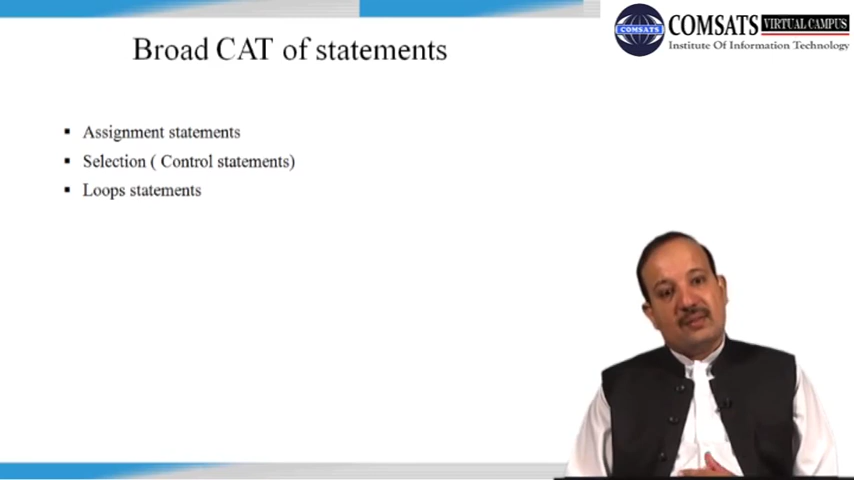 Broad CAT of statements
COMSATS
COMSATS VIRTUAL CAMPUS
Institute Of Information Technology
▪ Assignment statements
▪ Selection ( Control statements)
▪ Loops statements